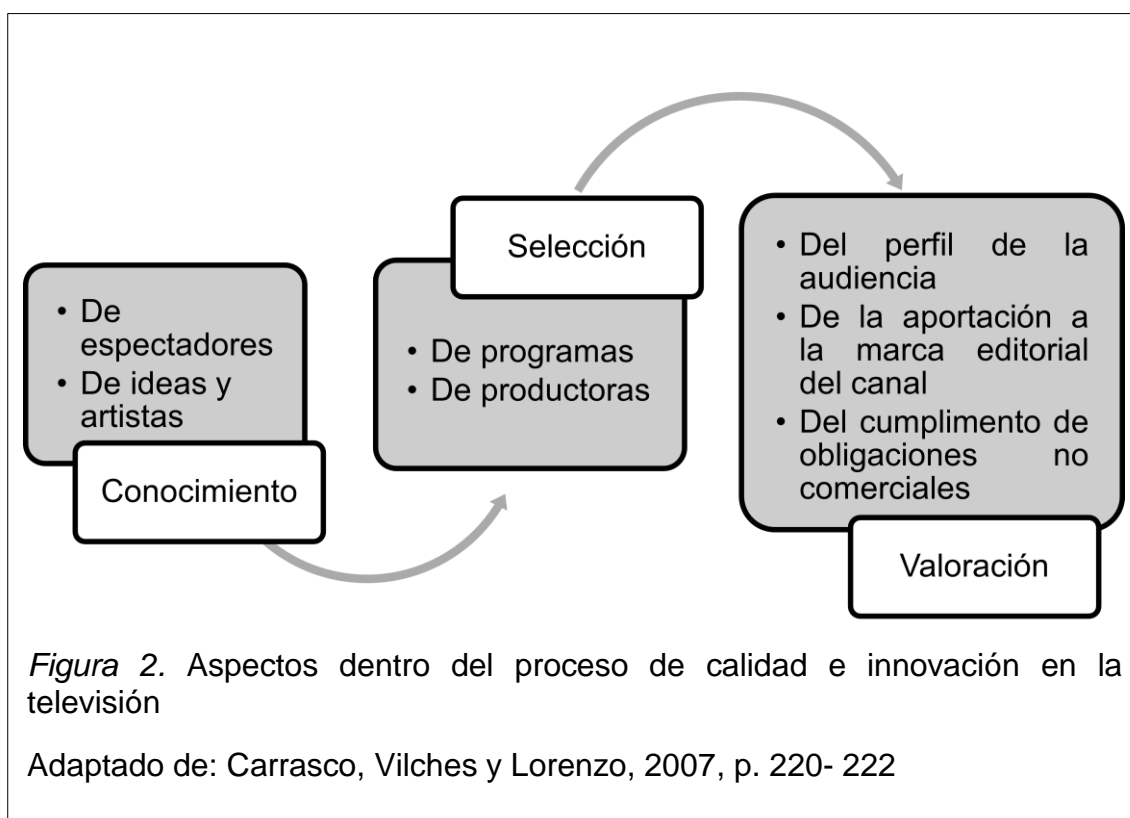 • De
espectadores
• De ideas y
artistas
Conocimiento
Selección
• De programas
• De productoras
• Del perfil de la
audiencia
• De la aportación a
la marca editorial
del canal
• Del cumplimento de
obligaciones no
comerciales
Valoración
Figura 2. Aspectos dentro del proceso de calidad e innovación en la
televisión
Adaptado de: Carrasco, Vilches y Lorenzo, 2007, p. 220- 222